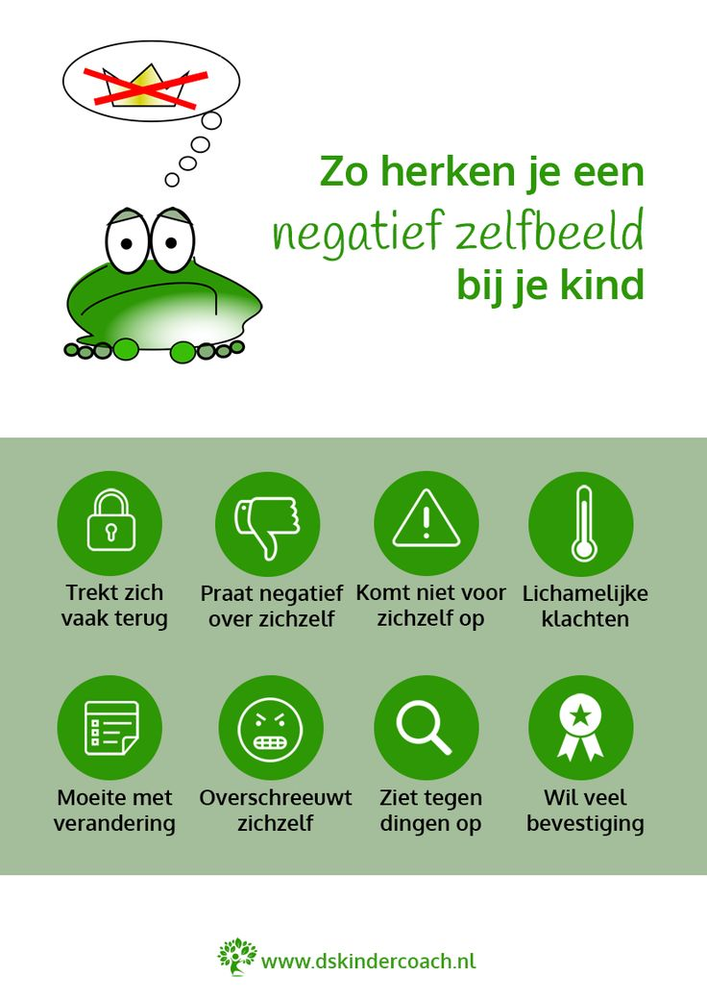 Zo herken je een
negatief zelfbeeld
bij je kind
Trekt zich
vaak terug
Praat negatief
over zichzelf
Komt niet voor
zichzelf op
Lichamelijke
klachten
Moeite met
verandering
Overschreeuwt
zichzelf
Ziet tegen
dingen op
Wil veel
bevestiging
www.dskindercoach.nl